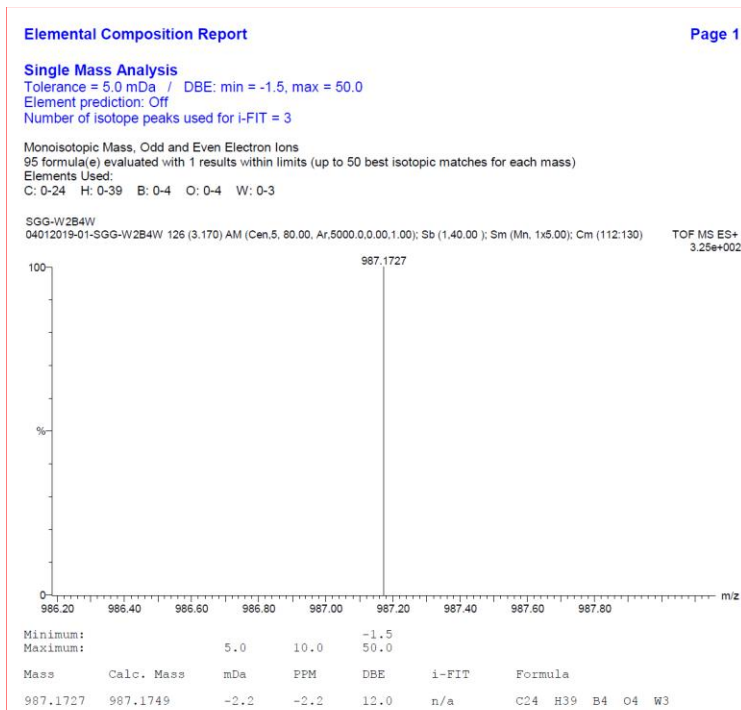 Elemental Composition Report Page 1
Single Mass Analysis
Tolerance = 5.0 mDa / DBE: min = -1.5, max = 50.0
Element prediction: Off
Number of isotope peaks used for i-FIT = 3
Monoisotopic Mass, Odd and Even Electron Ions
95 formula(e) evaluated with 1 results within limits (up to 50 best isotopic matches for each mass)
Elements Used:
C: 0-24 H: 0-39 B: 0-4 O: 0-4 W: 0-3
SGG-W2B4W
04012019-01-SGG-W2B4W 126 (3.170) AM (Cen,5, 80.00, Ar,5000.0,0.00,1.00); Sb (1,40.00 ); Sm (Mn, 1x5.00); Cm (112:130) TOF MS ES+
3.25e+002
987.1727
100
%
0
986.20 986.40 986.60 986.80 987.00 987.20 987.40 987.60 987.80 m/z
Minimum: -1.5
Maximum: 5.0 10.0 50.0
Mass Calc. Mass mDa PPM DBE i-FIT Formula
987.1727 987.1749 -2.2 -2.2 12.0 n/a C24 H39 B4 O4 W3